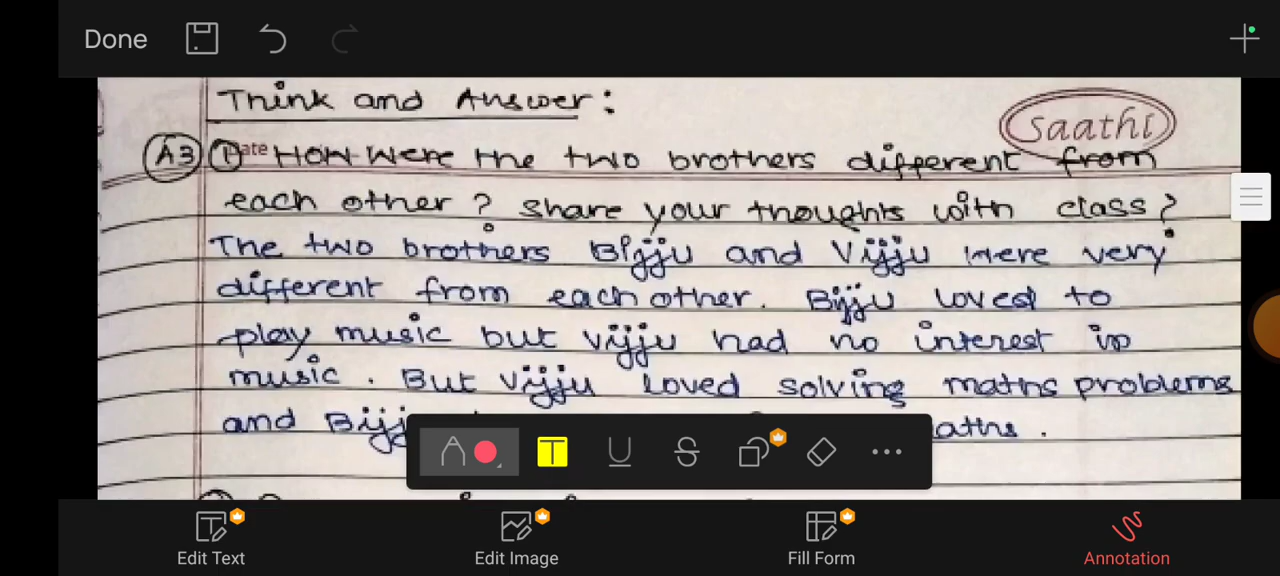 Done
Think and Answer:
saathi
A3 1 Date How were the two brothers different from
each other? Share your thoughts with class?
The two brothers Bijju and Vijju were very
different from each other. Bijju loved to
play music but Vijju had no interest in
music. But Vijju loved solving maths problems
and Bijj aths.
T U S
Edit Text Edit Image Fill Form Annotation